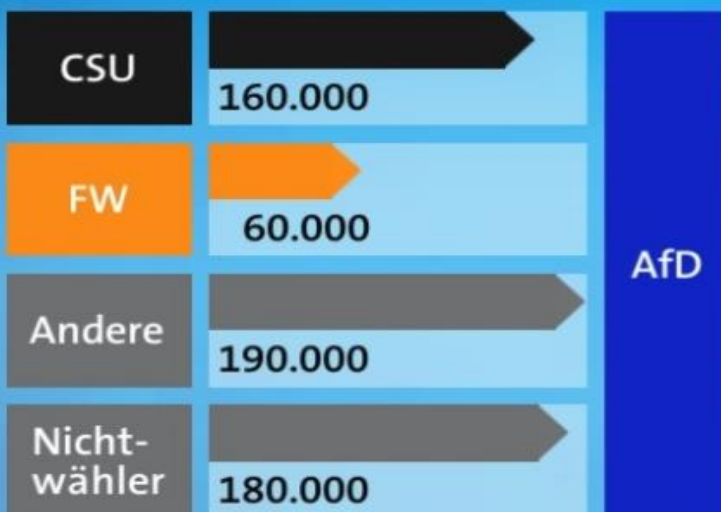 CSU
160.000
FW
60.000
AfD
Andere
190.000
Nicht-
wähler
180.000